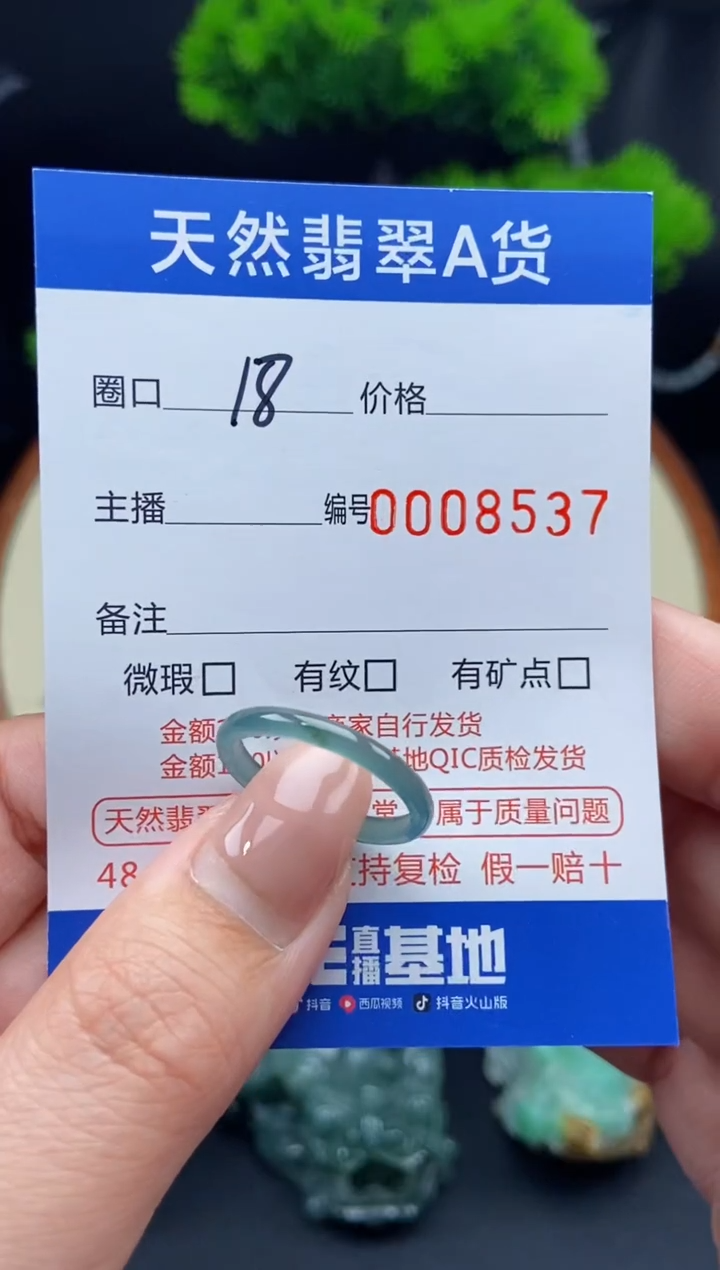 天然翡翠A货
圈口 18 价格
主播 编号0008537
备注
微瑕□ 有纹□ 有矿点□
金额 家自行发货
金额 地QIC质检发货
天然翡 常 属于质量问题
48 持复检 假一赔十
直播基地
抖音 西瓜视频 抖音火山版